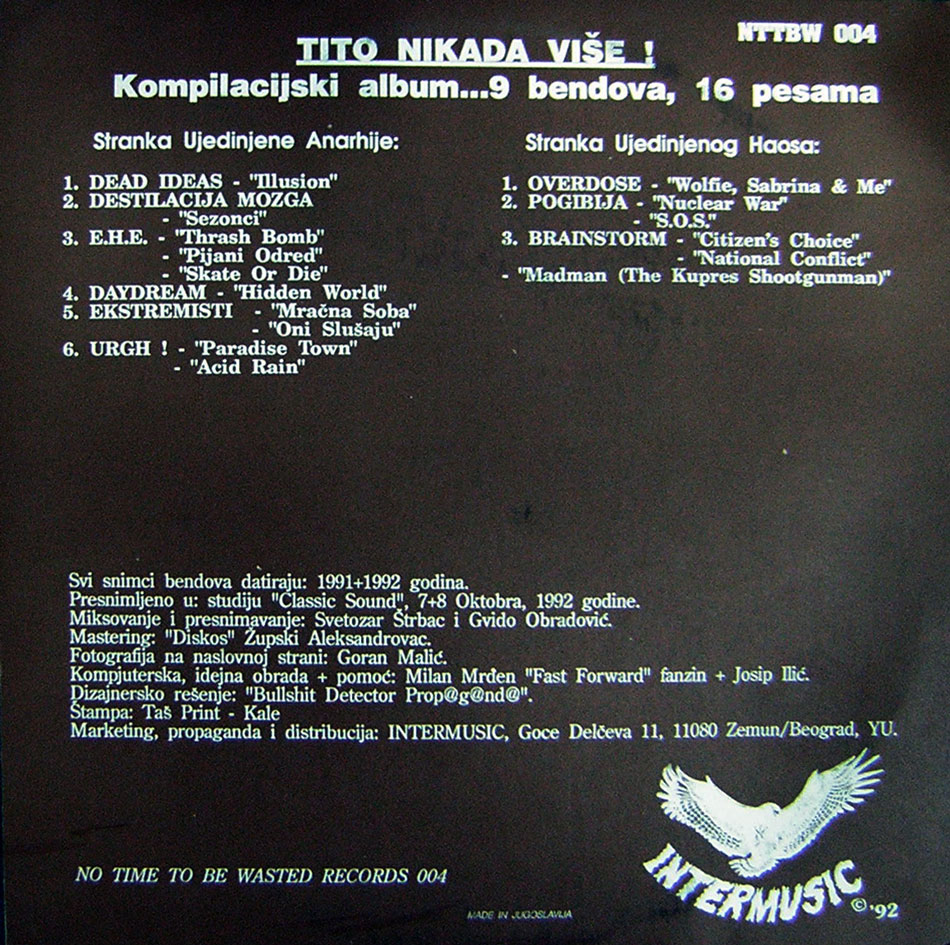 NTTBW 004
TITO NIKADA VIŠE !
Kompilacijski album...9 bendova, 16 pesama
Stranka Ujedinjene Anarhije:
1. DEAD IDEAS - "Illusion"
2. DESTILACIJA MOZGA
- "Sezonci"
3. E.H.E. - "Thrash Bomb"
- "Pijani Odred"
- "Skate Or Die"
4. DAYDREAM - "Hidden World"
5. EKSTREMISTI - "Mračna Soba"
- "Oni Slušaju"
6. URGH ! - "Paradise Town"
- "Acid Rain"
Stranka Ujedinjenog Haosa:
1. OVERDOSE - "Wolfie, Sabrina & Me"
2. POGIBIJA - "Nuclear War"
- "S.O.S."
3. BRAINSTORM - "Citizen's Choice"
- "National Conflict"
- "Madman (The Kupres Shootgunman)"
Svi snimci bendova datiraju: 1991+1992 godina.
Presnimljeno u: studiju "Classic Sound", 7+8 Oktobra, 1992 godine.
Miksovanje i presnimavanje: Svetozar Štrbac i Gvido Obradović.
Mastering: "Diskos" Župski Aleksandrovac.
Fotografija na naslovnoj strani: Goran Malić.
Kompjuterska, idejna obrada + pomoć: Milan Mrđen "Fast Forward" fanzin + Josip Ilić.
Dizajnersko rešenje: "Bullshit Detector Prop@g@nd@".
Štampa: Taš Print - Kale
Marketing, propaganda i distribucija: INTERMUSIC, Goce Delčeva 11, 11080 Zemun/Beograd, YU.
NO TIME TO BE WASTED RECORDS 004
INTERMUSIC © '92
MADE IN JUGOSLAVIJA